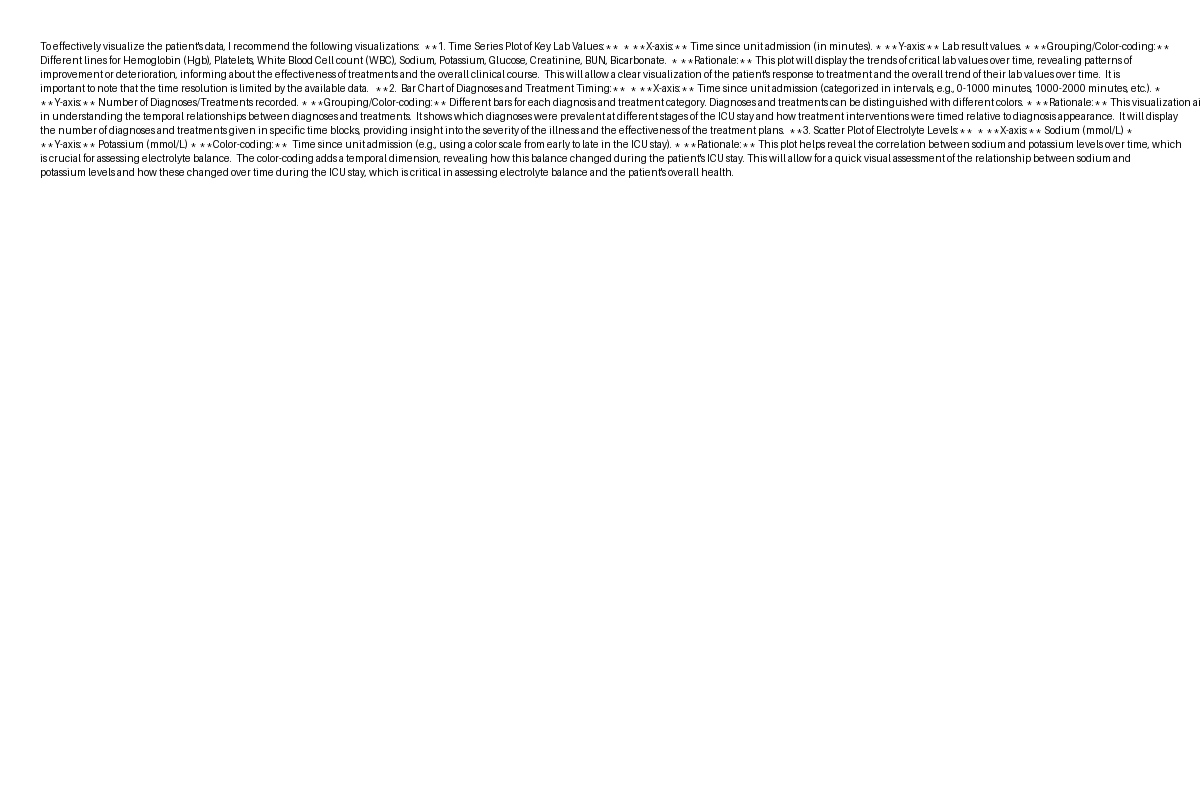 To effectively visualize the patient's data, I recommend the following visualizations:  **1. Time Series Plot of Key Lab Values:**  * **X-axis:** Time since unit admission (in minutes). * **Y-axis:** Lab result values. * **Grouping/Color-coding:**
Different lines for Hemoglobin (Hgb), Platelets, White Blood Cell count (WBC), Sodium, Potassium, Glucose, Creatinine, BUN, Bicarbonate.  * **Rationale:** This plot will display the trends of critical lab values over time, revealing patterns of
improvement or deterioration, informing about the effectiveness of treatments and the overall clinical course.  This will allow a clear visualization of the patient's response to treatment and the overall trend of their lab values over time.  It is
important to note that the time resolution is limited by the available data.   **2.  Bar Chart of Diagnoses and Treatment Timing:**  * **X-axis:** Time since unit admission (categorized in intervals, e.g., 0-1000 minutes, 1000-2000 minutes, etc.). *
**Y-axis:** Number of Diagnoses/Treatments recorded. * **Grouping/Color-coding:** Different bars for each diagnosis and treatment category. Diagnoses and treatments can be distinguished with different colors. * **Rationale:** This visualization
in understanding the temporal relationships between diagnoses and treatments.  It shows which diagnoses were prevalent at different stages of the ICU stay and how treatment interventions were timed relative to diagnosis appearance.  It will display
the number of diagnoses and treatments given in specific time blocks, providing insight into the severity of the illness and the effectiveness of the treatment plans.  **3. Scatter Plot of Electrolyte Levels:**  * **X-axis:** Sodium (mmol/L) *
**Y-axis:** Potassium (mmol/L) * **Color-coding:**  Time since unit admission (e.g., using a color scale from early to late in the ICU stay). * **Rationale:** This plot helps reveal the correlation between sodium and potassium levels over time, which
is crucial for assessing electrolyte balance.  The color-coding adds a temporal dimension, revealing how this balance changed during the patient's ICU stay. This will allow for a quick visual assessment of the relationship between sodium and
potassium levels and how these changed over time during the ICU stay, which is critical in assessing electrolyte balance and the patient's overall health.